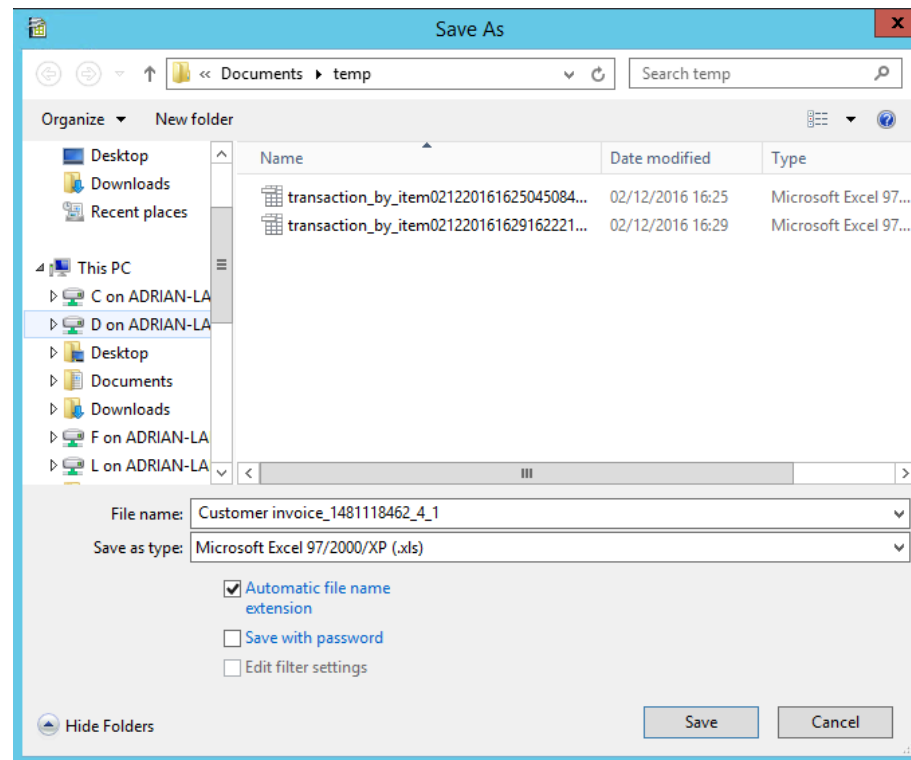 Save As
x
« Documents ▸ temp
Search temp
Organize
New folder
Desktop
Downloads
Recent places
This PC
C on ADRIAN-LA
D on ADRIAN-LA
Desktop
Documents
Downloads
F on ADRIAN-LA
L on ADRIAN-LA
Name Date modified Type
transaction_by_item021220161625045084... 02/12/2016 16:25 Microsoft Excel 97...
transaction_by_item021220161629162221... 02/12/2016 16:29 Microsoft Excel 97...
File name: Customer invoice_1481118462_4_1
Save as type: Microsoft Excel 97/2000/XP (.xls)
Automatic file name
extension
Save with password
Edit filter settings
Hide Folders
Save
Cancel